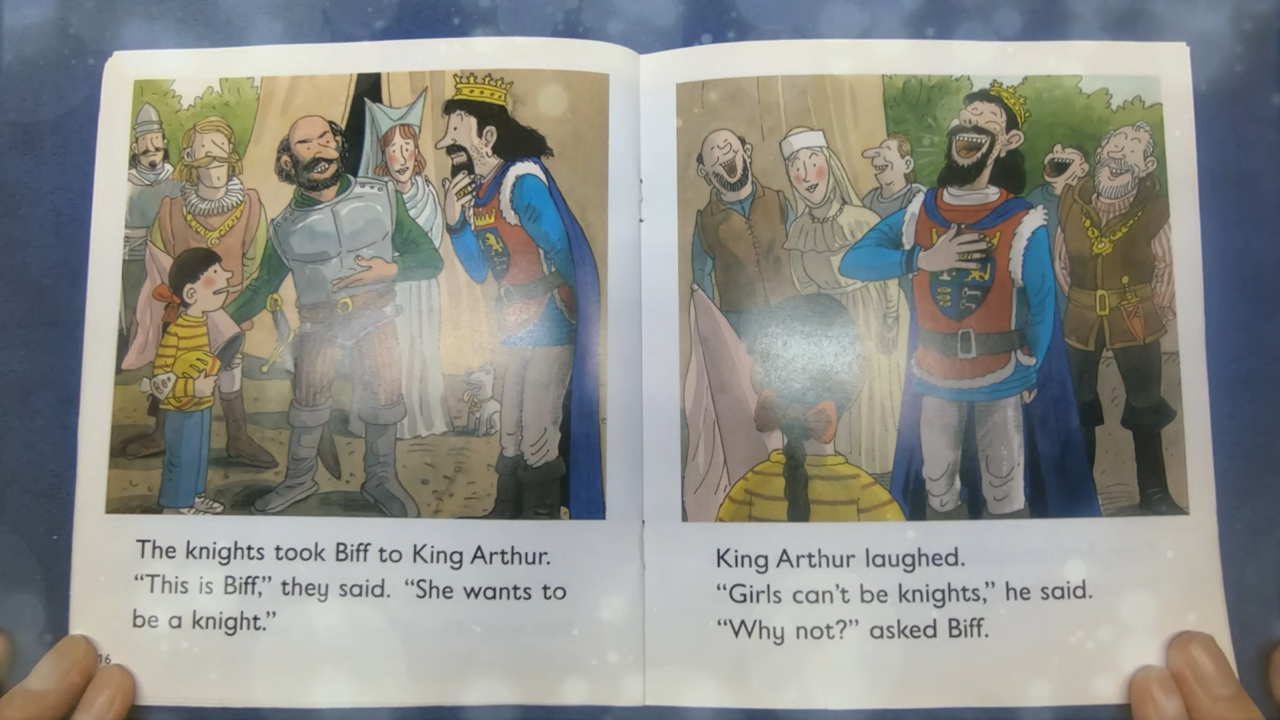 The knights took Biff to King Arthur.
“This is Biff,” they said. “She wants to
be a knight.”
16
King Arthur laughed.
“Girls can’t be knights,” he said.
“Why not?” asked Biff.